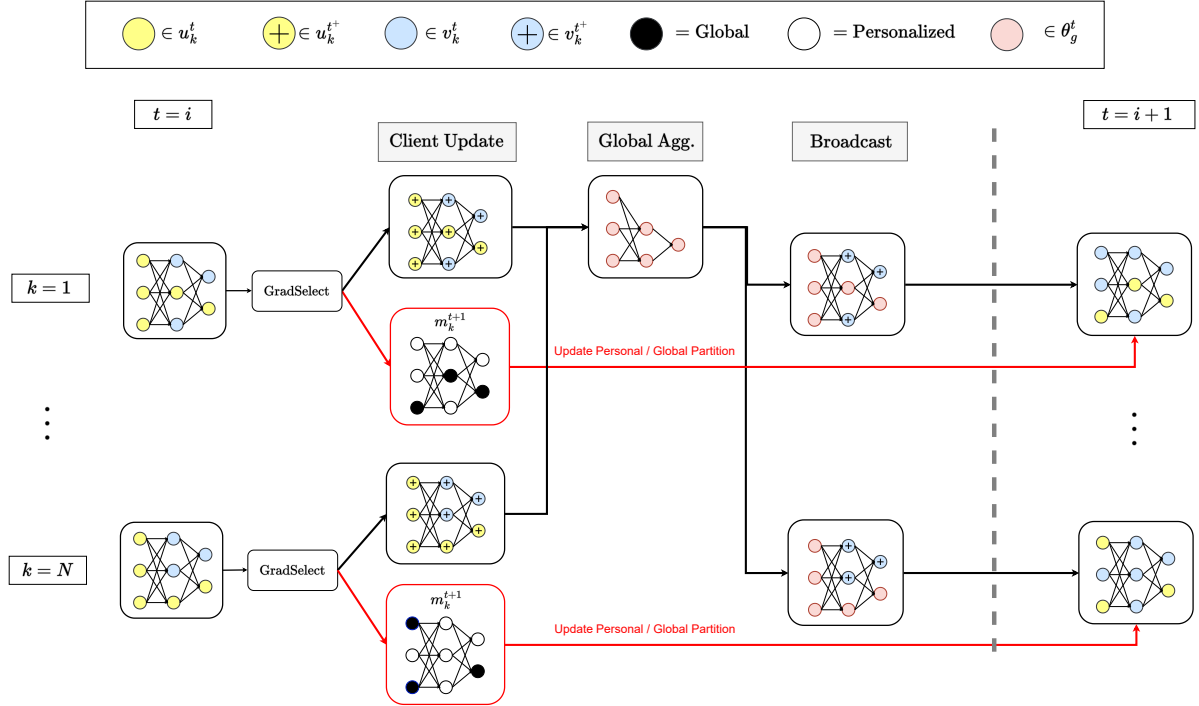 ∈ u_k^t ∈ u_k^{t^+} ∈ v_k^t ∈ v_k^{t^+} = Global = Personalized ∈ θ_g^t
t = i
t = i + 1
Client Update
Global Agg.
Broadcast
k = 1
GradSelect
m_k^{t+1}
Update Personal / Global Partition
k = N
GradSelect
m_k^{t+1}
Update Personal / Global Partition